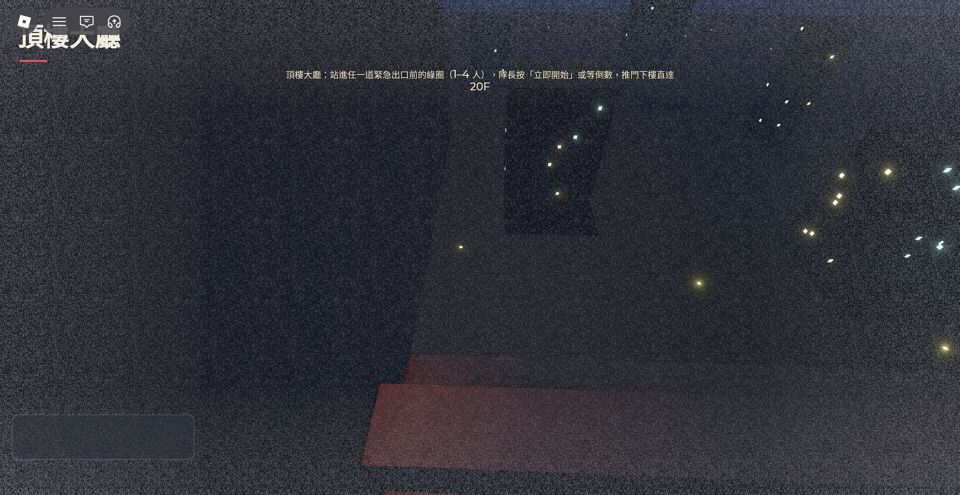 頂樓大廳
頂樓大廳：站進任一道緊急出口前的綠圈（1–4 人），隊長按「立即開始」或等倒數，推門下樓直達
20F